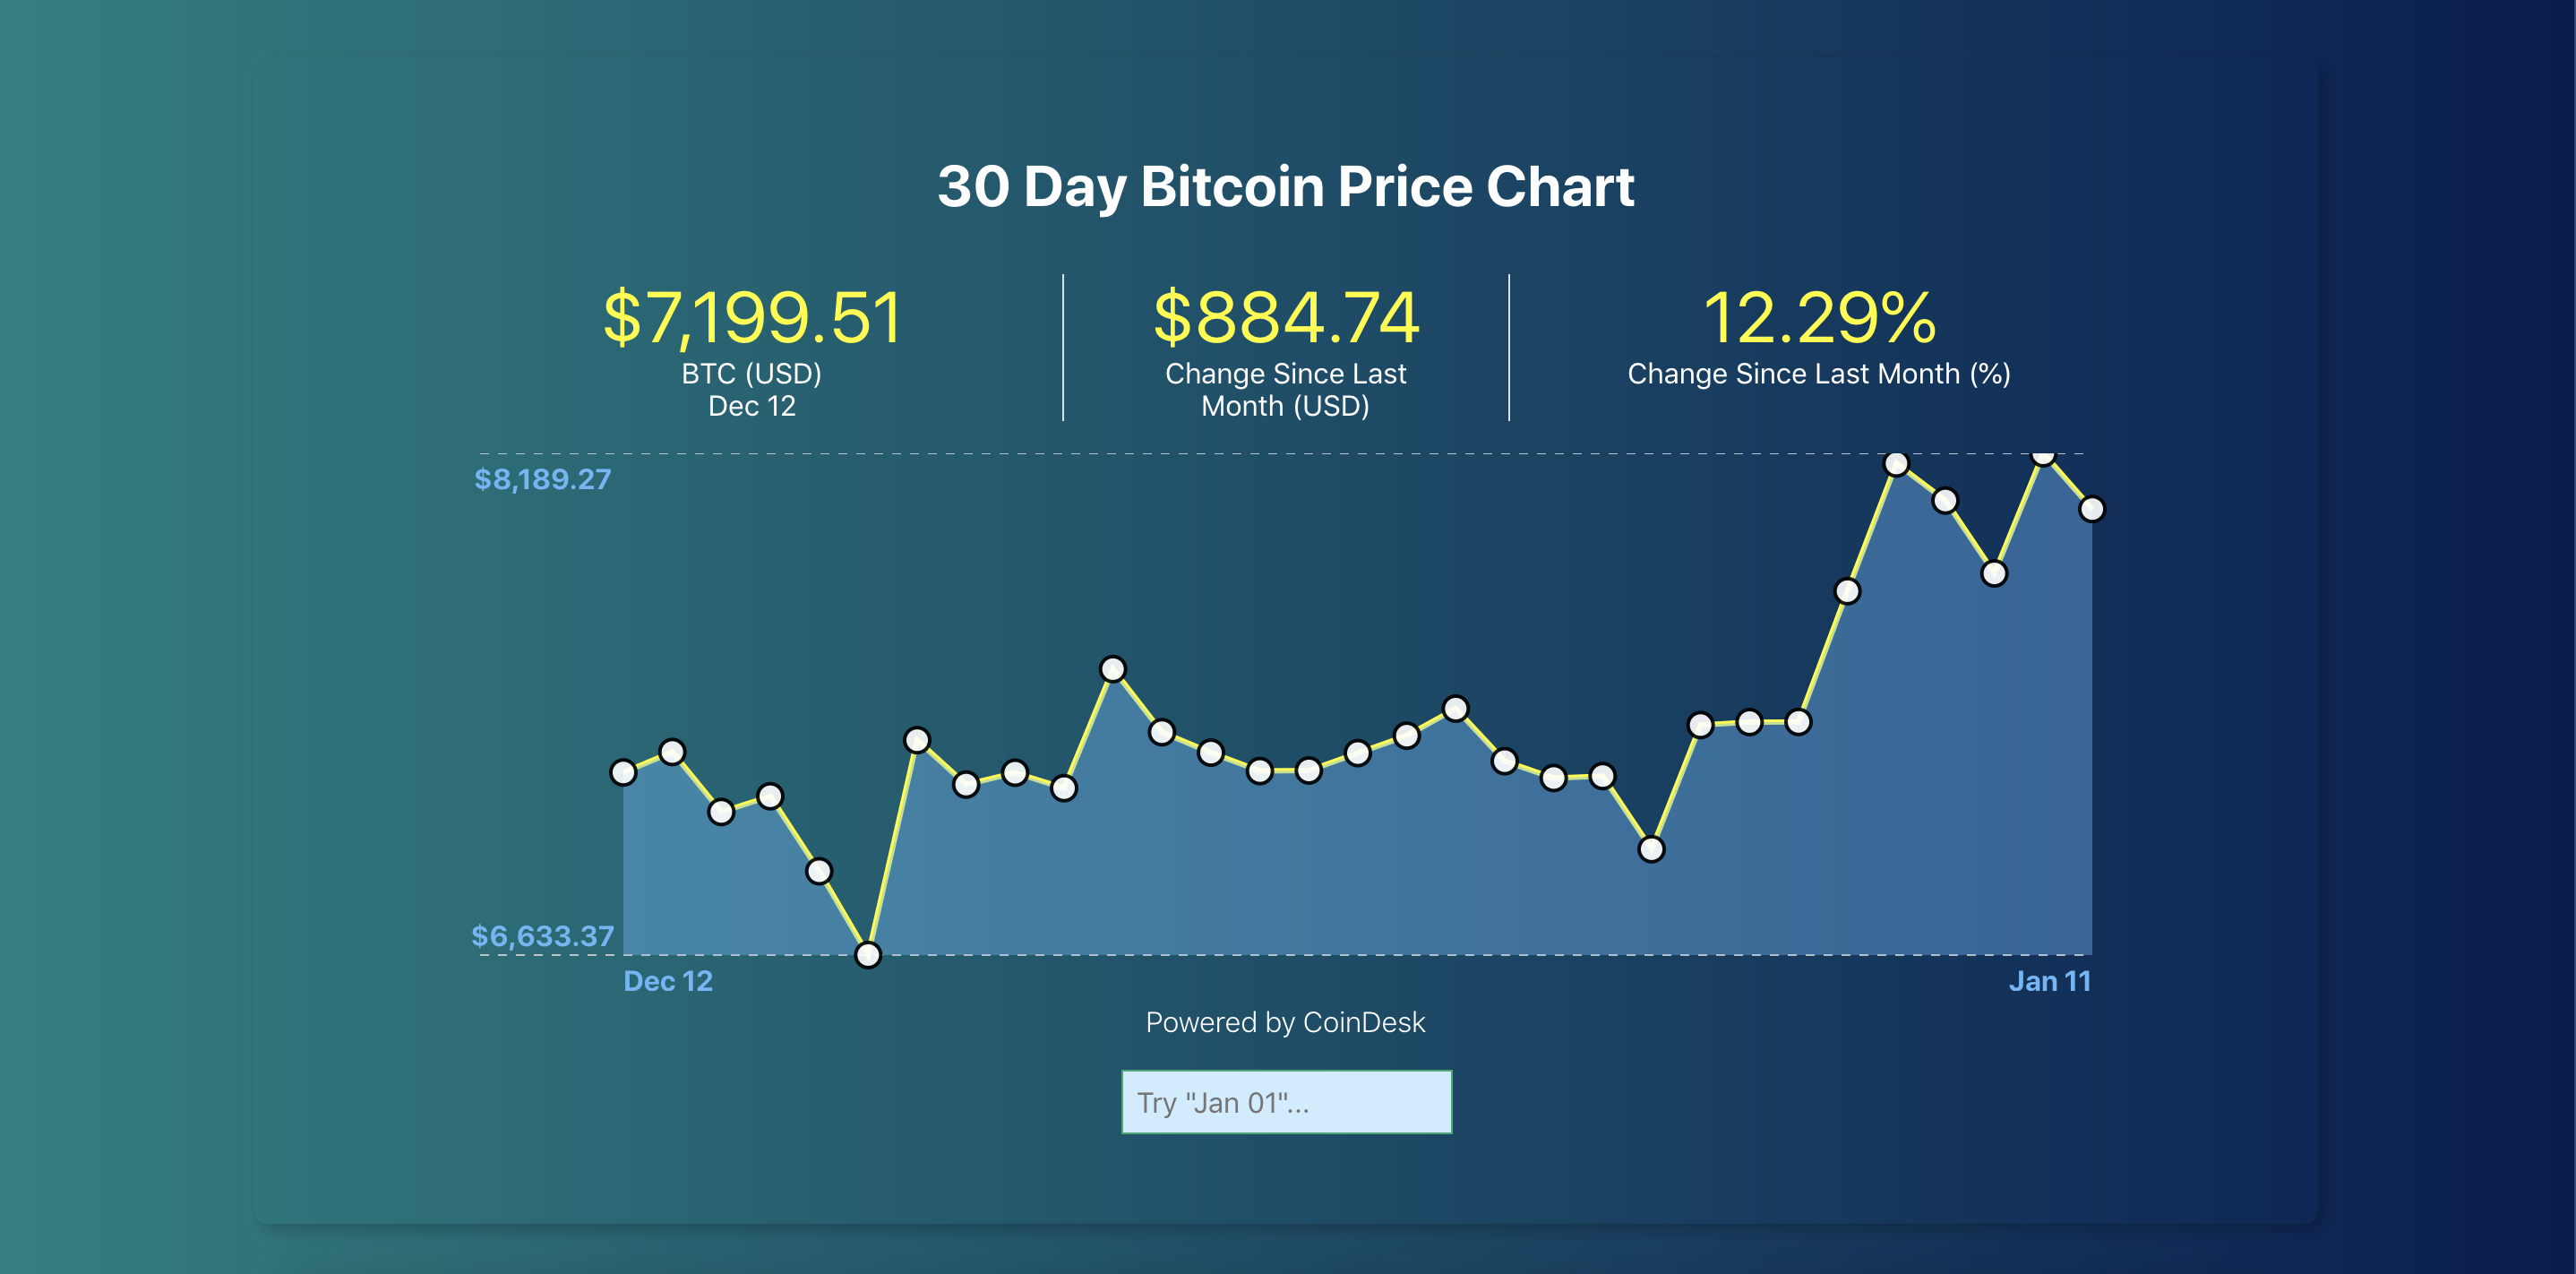 30 Day Bitcoin Price Chart
$7,199.51
BTC (USD)
Dec 12
$884.74
Change Since Last
Month (USD)
12.29%
Change Since Last Month (%)
$8,189.27
$6,633.37
Dec 12
Jan 11
Powered by CoinDesk
Try "Jan 01"...